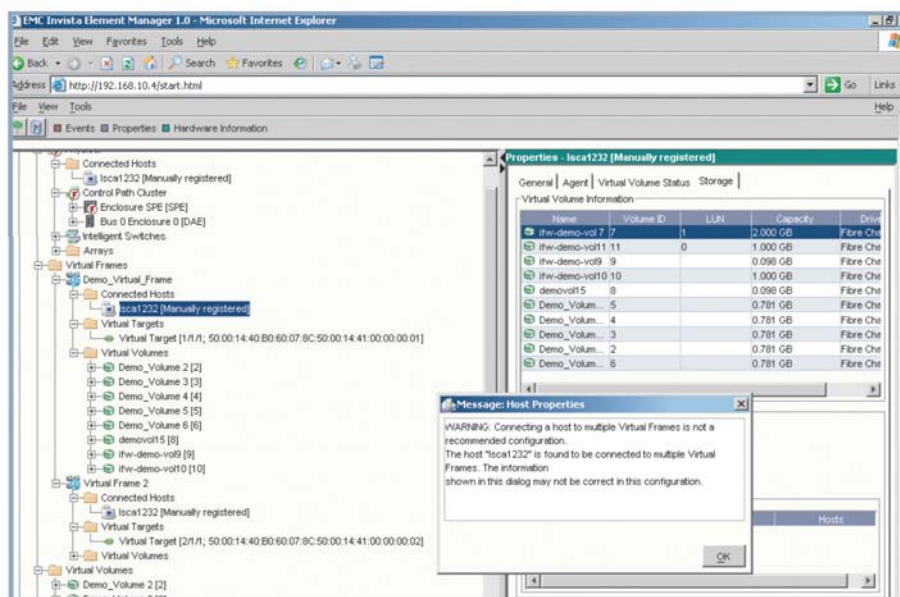 EMC Invista Element Manager 1.0 - Microsoft Internet Explorer
File Edit View Favorites Tools Help
Back Search Favorites
Address http://192.168.10.4/start.html Go Links
File View Tools Help
Events Properties Hardware Information
Connected Hosts
lsca1232 [Manually registered]
Control Path Cluster
Enclosure SPE [SPE]
Bus 0 Enclosure 0 [DAE]
Intelligent Switches
Arrays
Virtual Frames
Demo_Virtual_Frame
Connected Hosts
lsca1232 [Manually registered]
Virtual Targets
Virtual Target [1/1/1; 50:00:14:40:B0:60:07:8C:50:00:14:41:00:00:00:01]
Virtual Volumes
Demo_Volume 2 [2]
Demo_Volume 3 [3]
Demo_Volume 4 [4]
Demo_Volume 5 [5]
Demo_Volume 6 [6]
demovol15 [8]
ifw-demo-vol9 [9]
ifw-demo-vol10 [10]
Virtual Frame 2
Connected Hosts
lsca1232 [Manually registered]
Virtual Targets
Virtual Target [2/1/1; 50:00:14:40:B0:60:07:8C:50:00:14:41:00:00:00:02]
Virtual Volumes
Virtual Volumes
Demo_Volume 2 [2]
Properties - lsca1232 [Manually registered]
General Agent Virtual Volume Status Storage
Virtual Volume Information
Name Volume ID LUN Capacity Drive
ifw-demo-vol 7 7 1 2.000 GB Fibre Cha
ifw-demo-vol11 11 0 1.000 GB Fibre Cha
ifw-demo-vol9 9 0.098 GB Fibre Cha
ifw-demo-vol10 10 1.000 GB Fibre Cha
demovol15 8 0.098 GB Fibre Cha
Demo_Volum... 5 0.781 GB Fibre Cha
Demo_Volum... 4 0.781 GB Fibre Cha
Demo_Volum... 3 0.781 GB Fibre Cha
Demo_Volum... 2 0.781 GB Fibre Cha
Demo_Volum... 6 0.781 GB Fibre Cha
Message: Host Properties
WARNING: Connecting a host to multiple Virtual Frames is not a
recommended configuration.
The host "lsca1232" is found to be connected to multiple Virtual
Frames. The information
shown in this dialog may not be correct in this configuration.
OK
Hosts